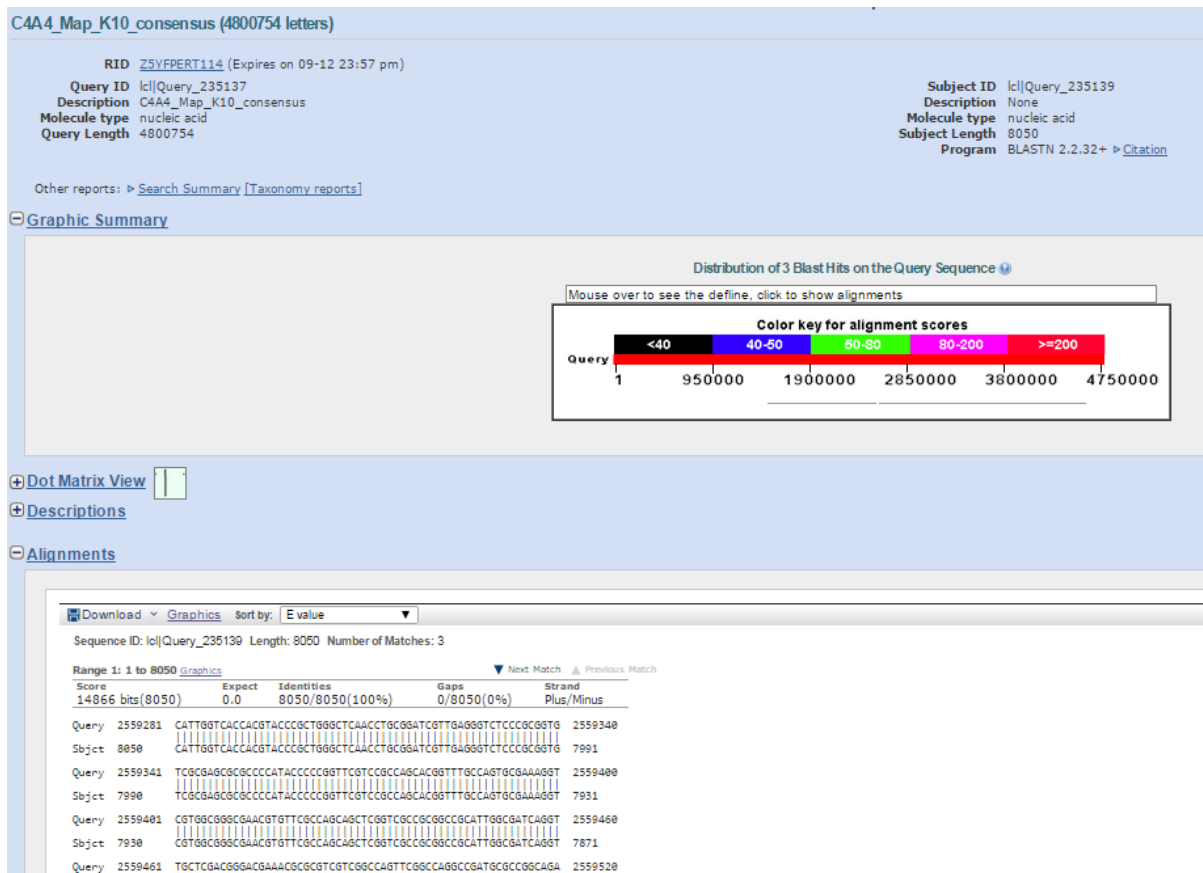 C4A4_Map_K10_consensus (4800754 letters)
RID Z5YFPERT114 (Expires on 09-12 23:57 pm)
Query ID lcl|Query_235137
Description C4A4_Map_K10_consensus
Molecule type nucleic acid
Query Length 4800754
Subject ID lcl|Query_235139
Description None
Molecule type nucleic acid
Subject Length 8050
Program BLASTN 2.2.32+ Citation
Other reports: Search Summary [Taxonomy reports]
Graphic Summary
Distribution of 3 Blast Hits on the Query Sequence
Mouse over to see the defline, click to show alignments
Color key for alignment scores
<40 40-50 50-80 80-200 >=200
Query
1 950000 1900000 2850000 3800000 4750000
Dot Matrix View
Descriptions
Alignments
Download Graphics Sort by: E value
Sequence ID: lcl|Query_235139 Length: 8050 Number of Matches: 3
Range 1: 1 to 8050 Graphics Next Match Previous Match
Score Expect Identities Gaps Strand
14866 bits(8050) 0.0 8050/8050(100%) 0/8050(0%) Plus/Minus
Query 2559281 CATTGGTCACCACGTACCCGCTGGGCTCAACCTGCGGATCGTTGAGGGTCTCCCGCGGTG 2559340
Sbjct 8050 CATTGGTCACCACGTACCCGCTGGGCTCAACCTGCGGATCGTTGAGGGTCTCCCGCGGTG 7991
Query 2559341 TCGCGAGCGCGCCCCATACCCCCGGTTCGTCCGCCAGCACGGTTTGCCAGTGCGAAAGGT 2559400
Sbjct 7990 TCGCGAGCGCGCCCCATACCCCCGGTTCGTCCGCCAGCACGGTTTGCCAGTGCGAAAGGT 7931
Query 2559401 CGTGGCGGGCGAACGTGTTCGCCAGCAGCTCGGTCGCCGCGGCCGCATTGGCGATCAGGT 2559460
Sbjct 7930 CGTGGCGGGCGAACGTGTTCGCCAGCAGCTCGGTCGCCGCGGCCGCATTGGCGATCAGGT 7871
Query 2559461 TGCTCGACGGGACGAAACGCGCGTCGTCGGCCAGTTCGGCCAGGCCGATGCGCCGGCAGA 2559520